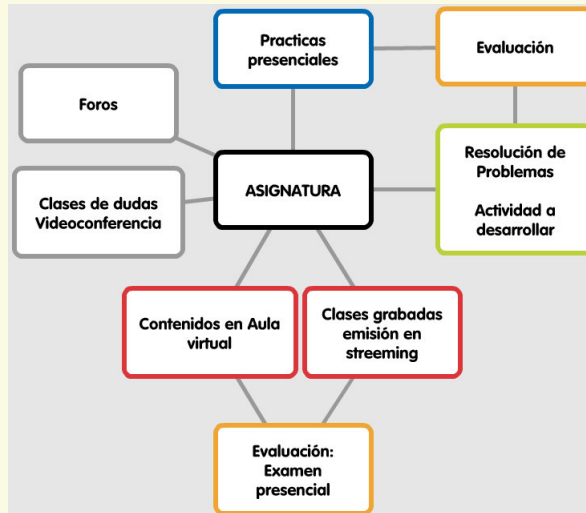 Practicas
presenciales
Evaluación
Foros
Resolución de
Problemas
Actividad a
desarrollar
ASIGNATURA
Clases de dudas
Videoconferencia
Contenidos en Aula
virtual
Clases grabadas
emisión en
streeming
Evaluación:
Examen
presencial